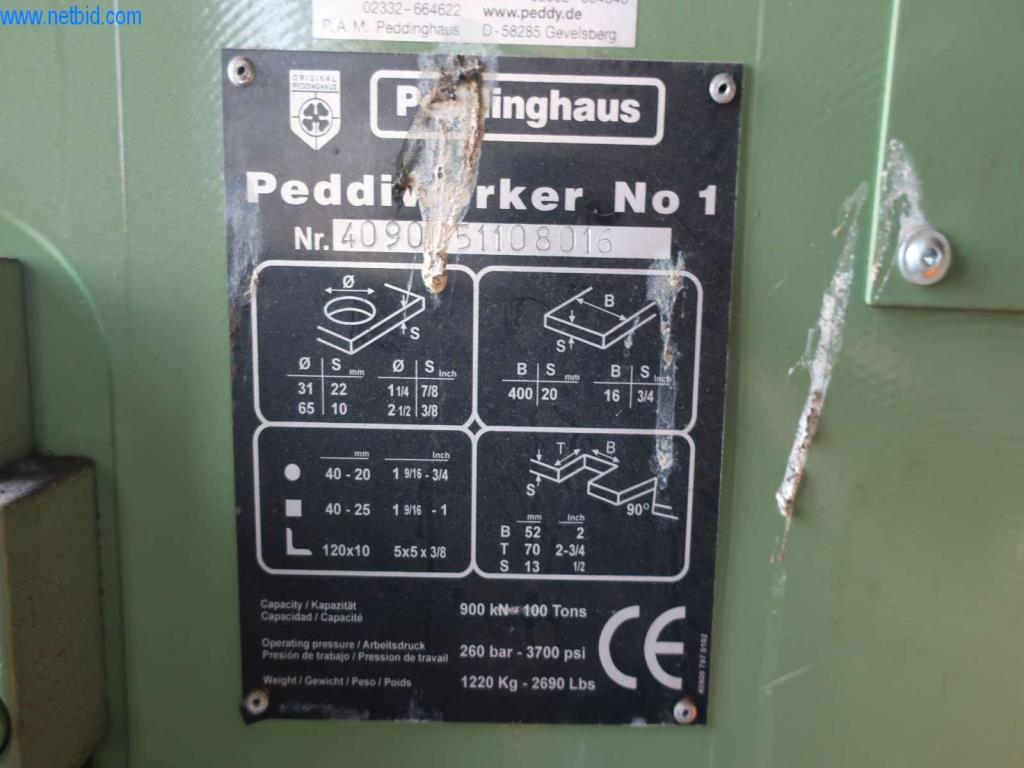 www.netbid.com
02332-664622
www.peddy.de
P.A.M. Peddinghaus D-58285 Gevelsberg
ORIGINAL
PEDDINGHAUS
Peddinghaus
Peddiworker No 1
Nr.
Ø
S
Ø S mm Ø S Inch
31 22 1 1/4 7/8
65 10 2 1/2 3/8
B
S
B S mm B S Inch
400 20 16 3/4
mm Inch
40-20 1 9/16 - 3/4
40-25 1 9/16 - 1
120x10 5x5 x 3/8
T B
S
90°
mm Inch
B 52 2
T 70 2-3/4
S 13 1/2
Capacity / Kapazität
Capacidad / Capacité
900 kN - 100 Tons
Operating pressure / Arbeitsdruck
Presión de trabajo / Pression de travail
260 bar - 3700 psi
Weight / Gewicht / Peso / Poids
1220 Kg - 2690 Lbs
CE